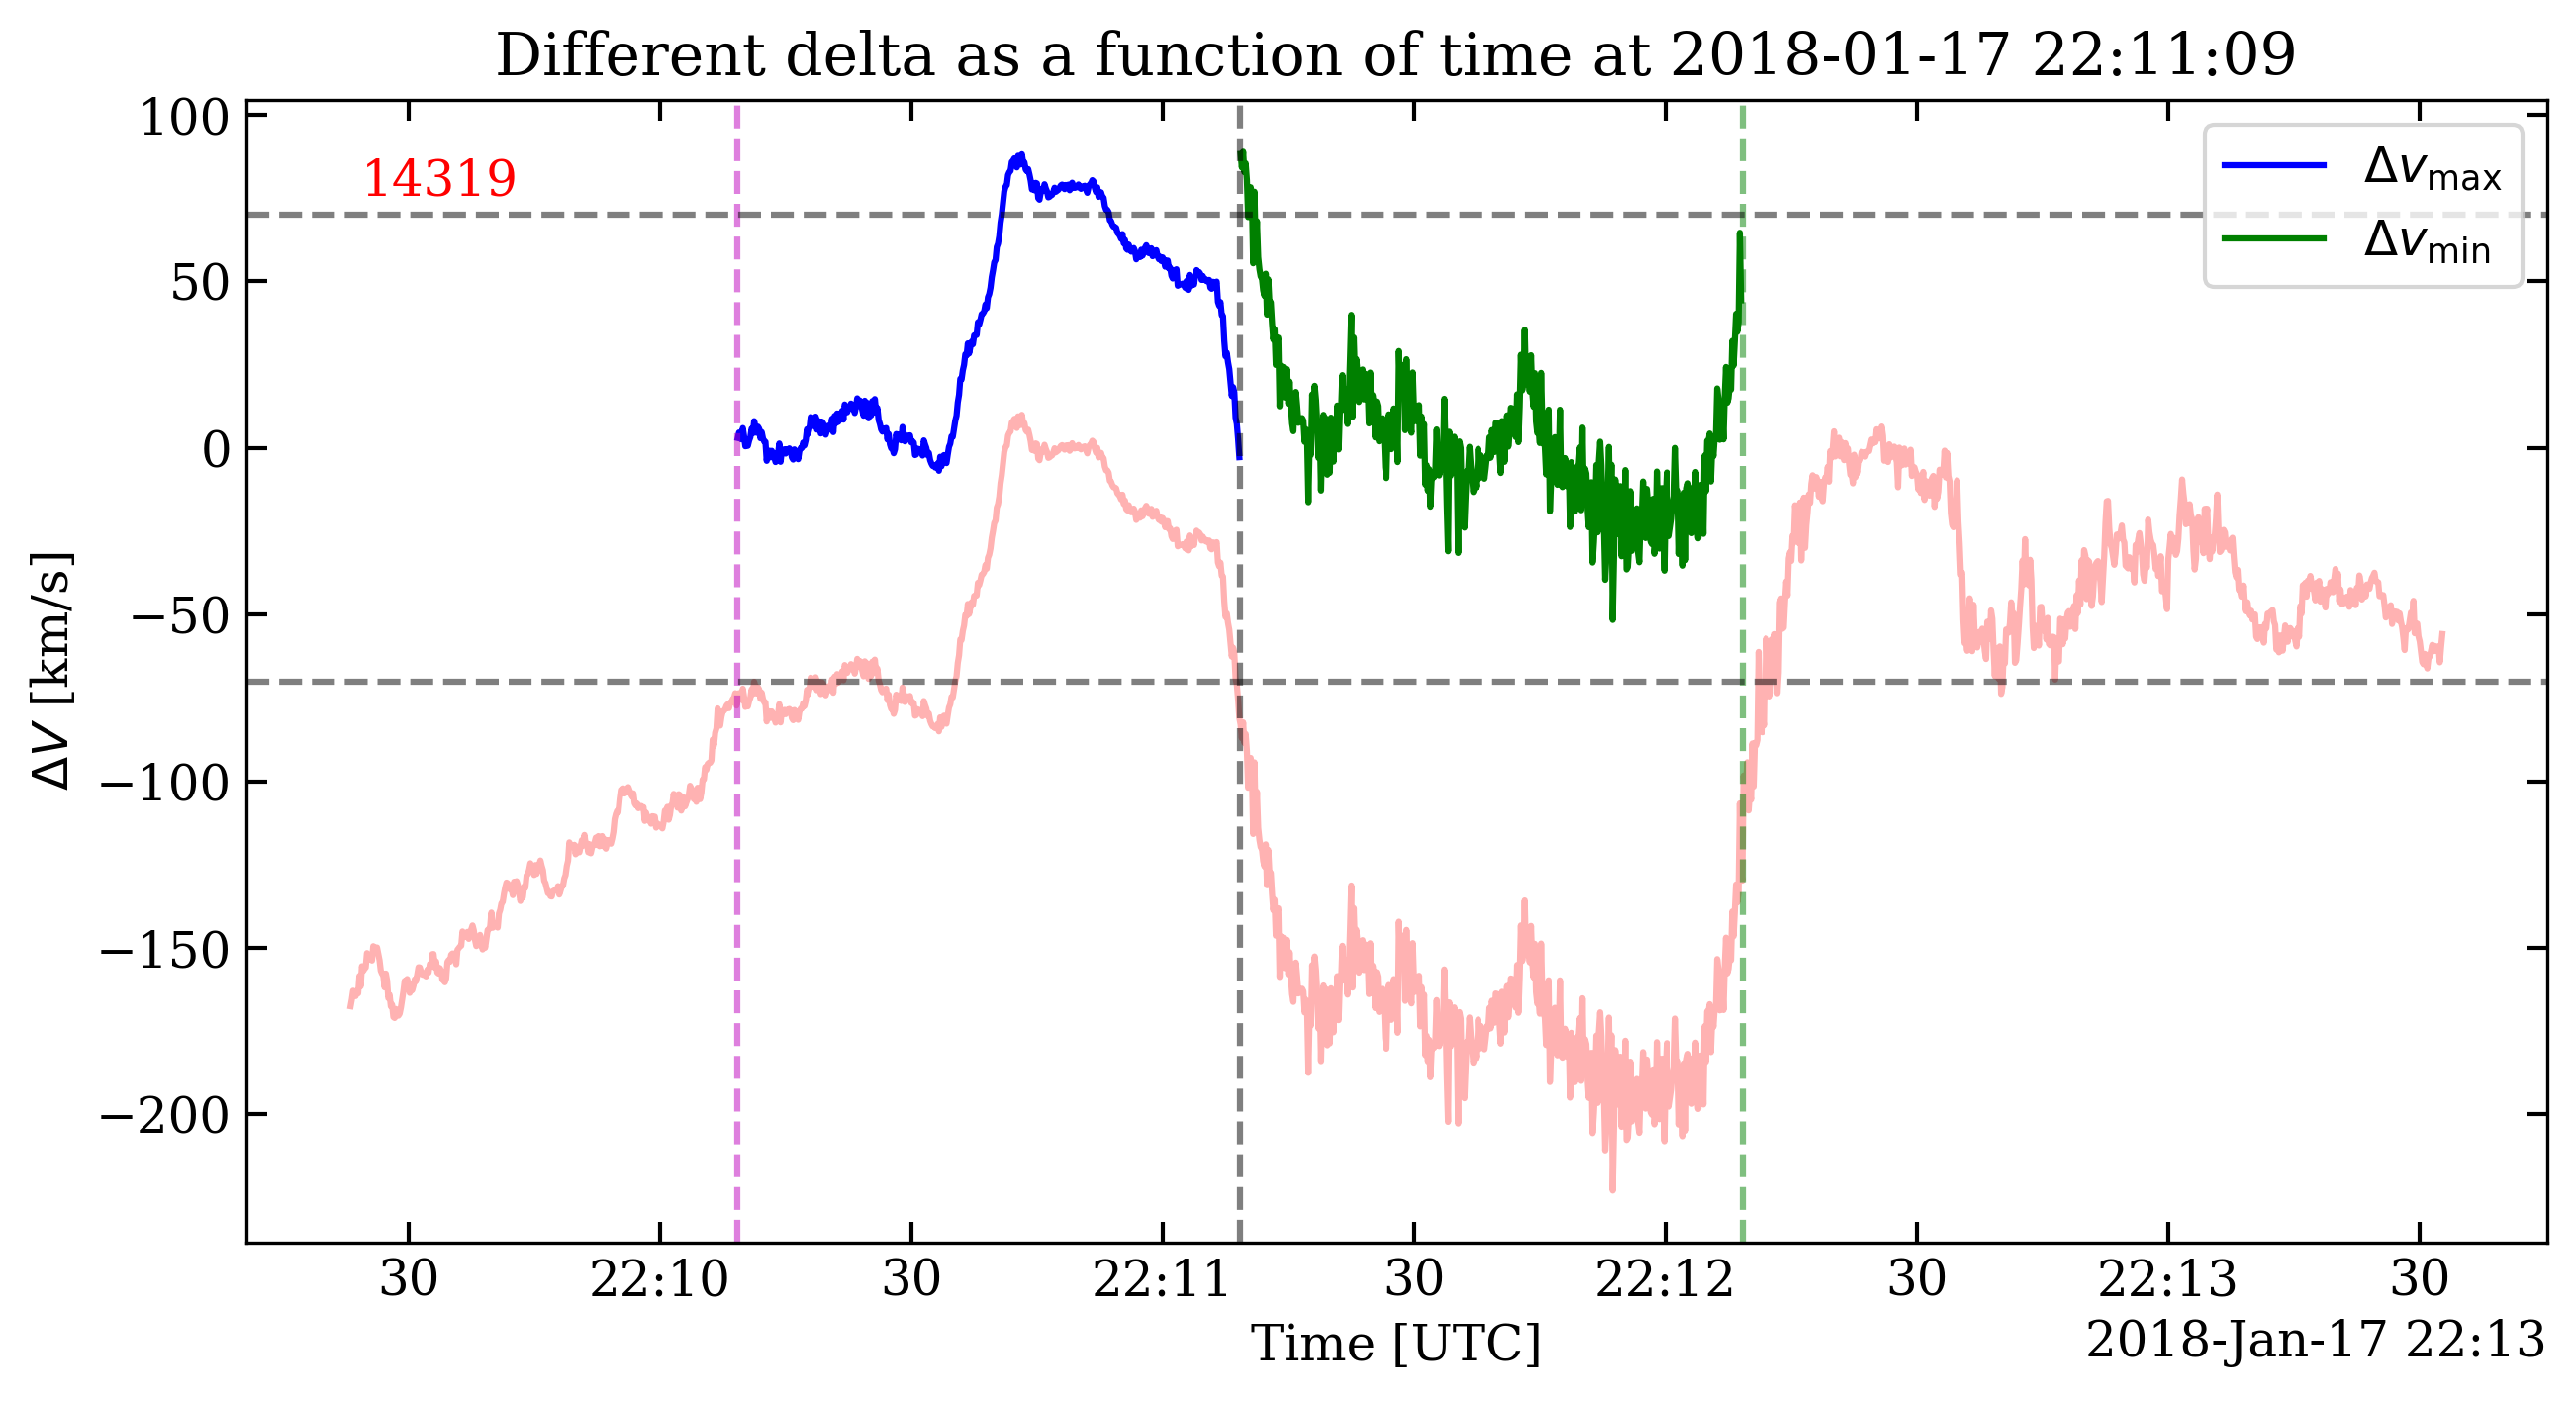 Different delta as a function of time at 2018-01-17 22:11:09
14319
Δv_max
Δv_min
100
50
0
−50
−100
−150
−200
ΔV [km/s]
30 22:10 30 22:11 30 22:12 30 22:13 30
Time [UTC]
2018-Jan-17 22:13